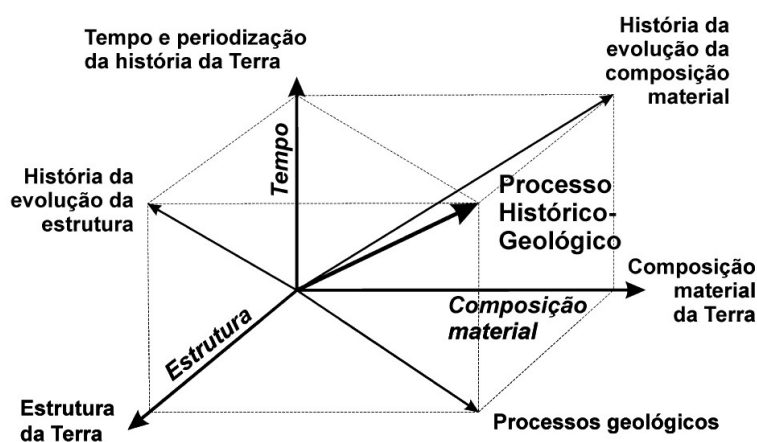 Tempo e periodização
da história da Terra
História da
evolução da
composição
material
História da
evolução da
estrutura
Tempo
Processo
Histórico-
Geológico
Composição
material
da Terra
Composição
material
Estrutura
Estrutura
da Terra
Processos geológicos